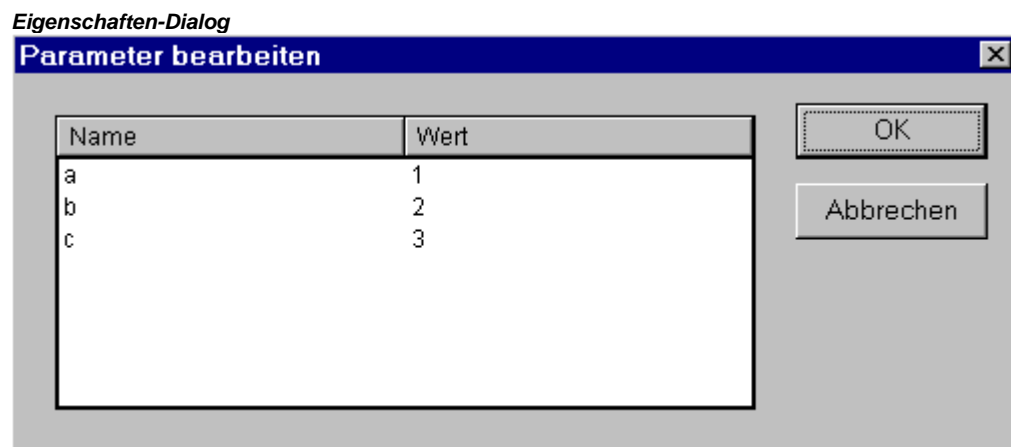 Eigenschaften-Dialog
Parameter bearbeiten
Name Wert
a 1
b 2
c 3
OK
Abbrechen